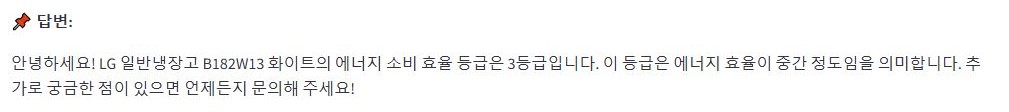 📌 답변:
안녕하세요! LG 일반냉장고 B182W13 화이트의 에너지 소비 효율 등급은 3등급입니다. 이 등급은 에너지 효율이 중간 정도임을 의미합니다. 추
가로 궁금한 점이 있으면 언제든지 문의해 주세요!